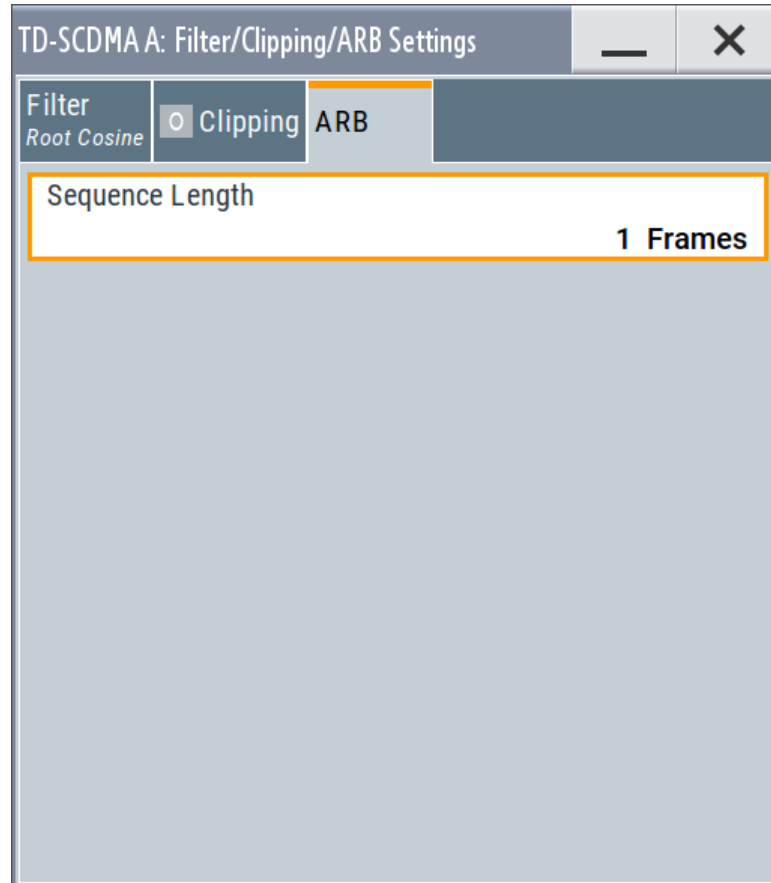 TD-SCDMA A: Filter/Clipping/ARB Settings
Filter
Root Cosine
Clipping
ARB
Sequence Length
1 Frames